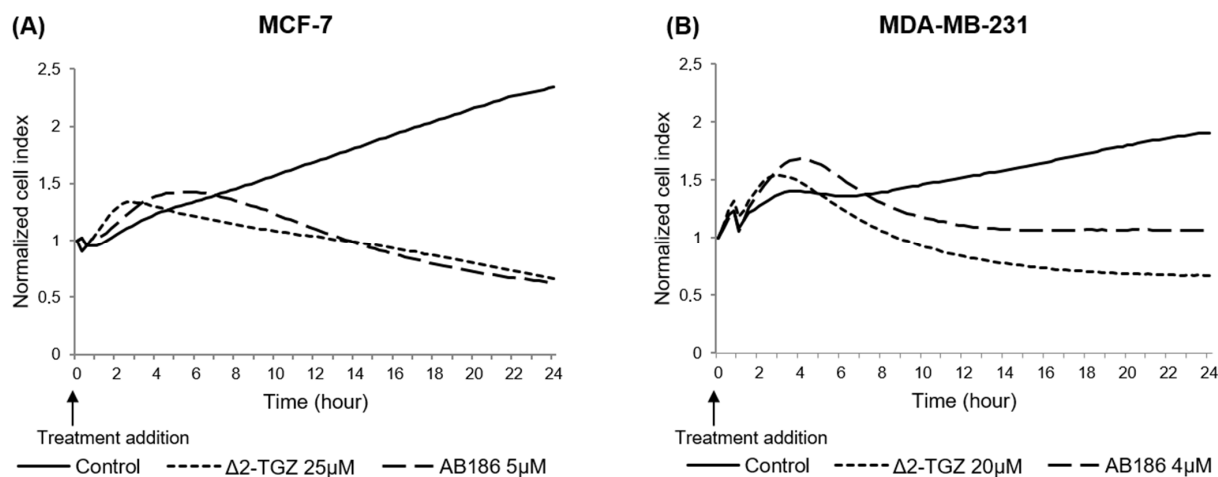 (A) MCF-7
Normalized cell index
2.5
2
1.5
1
0.5
0
0 2 4 6 8 10 12 14 16 18 20 22 24
Time (hour)
Treatment addition
Control Δ2-TGZ 25µM AB186 5µM
(B) MDA-MB-231
Normalized cell index
2.5
2
1.5
1
0.5
0
0 2 4 6 8 10 12 14 16 18 20 22 24
Time (hour)
Treatment addition
Control Δ2-TGZ 20µM AB186 4µM